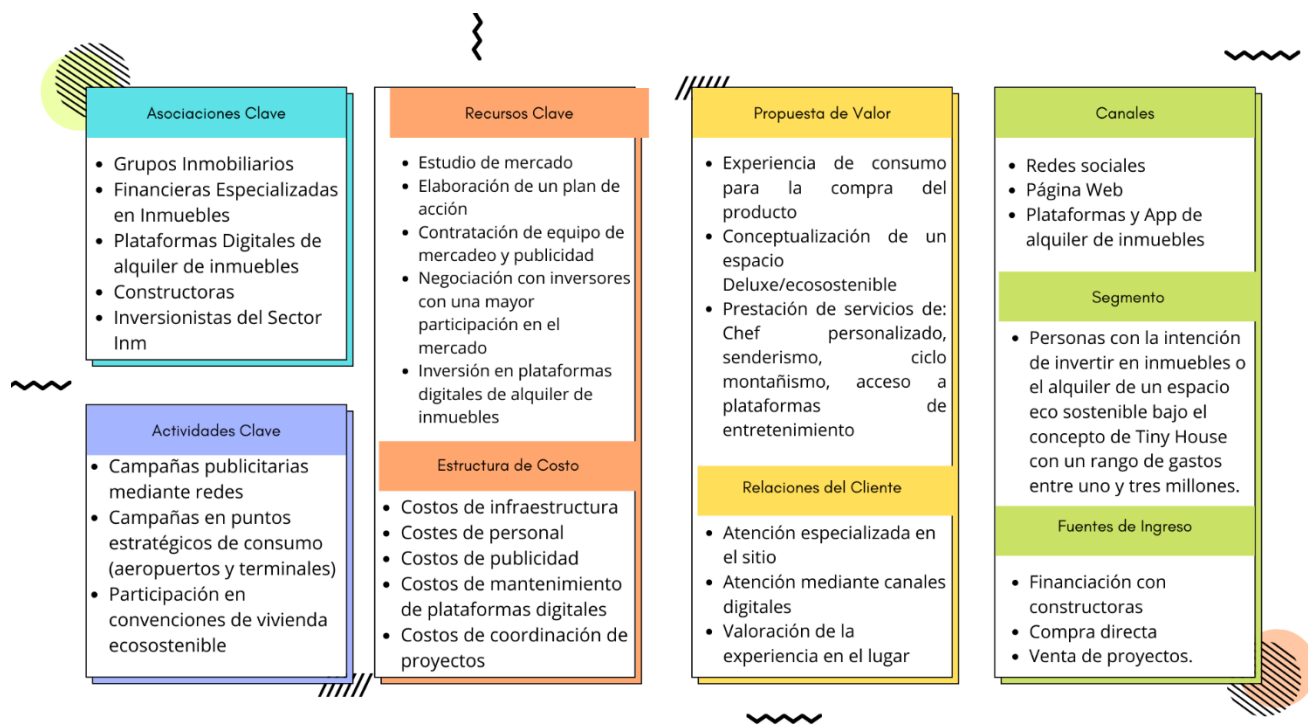 Asociaciones Clave
Grupos Inmobiliarios
Financieras Especializadas
en Inmuebles
Plataformas Digitales de
alquiler de inmuebles
Constructoras
Inversionistas del Sector
Inm
Actividades Clave
Campañas publicitarias
mediante redes
Campañas en puntos
estratégicos de consumo
(aeropuertos y terminales)
Participación en
convenciones de vivienda
ecosostenible
Recursos Clave
Estudio de mercado
Elaboración de un plan de
acción
Contratación de equipo de
mercadeo y publicidad
Negociación con inversores
con una mayor
participación en el
mercado
Inversión en plataformas
digitales de alquiler de
inmuebles
Estructura de Costo
Costos de infraestructura
Costes de personal
Costos de publicidad
Costos de mantenimiento
de plataformas digitales
Costos de coordinación de
proyectos
Propuesta de Valor
Experiencia de consumo
para la compra del
producto
Conceptualización de un
espacio
Deluxe/ecosostenible
Prestación de servicios de:
Chef personalizado,
senderismo, ciclo
montañismo, acceso a
plataformas de
entretenimiento
Relaciones del Cliente
Atención especializada en
el sitio
Atención mediante canales
digitales
Valoración de la
experiencia en el lugar
Canales
Redes sociales
Página Web
Plataformas y App de
alquiler de inmuebles
Segmento
Personas con la intención
de invertir en inmuebles o
el alquiler de un espacio
eco sostenible bajo el
concepto de Tiny House
con un rango de gastos
entre uno y tres millones.
Fuentes de Ingreso
Financiación con
constructoras
Compra directa
Venta de proyectos.